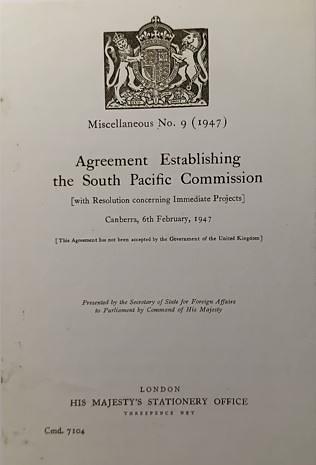 Miscellaneous No. 9 (1947)
Agreement Establishing
the South Pacific Commission
[with Resolution concerning Immediate Projects]
Canberra, 6th February, 1947
[This Agreement has not been accepted by the Government of the United Kingdom]
Presented by the Secretary of State for Foreign Affairs
to Parliament by Command of His Majesty
LONDON
HIS MAJESTY'S STATIONERY OFFICE
THREEPENCE NET
Cmd. 7104